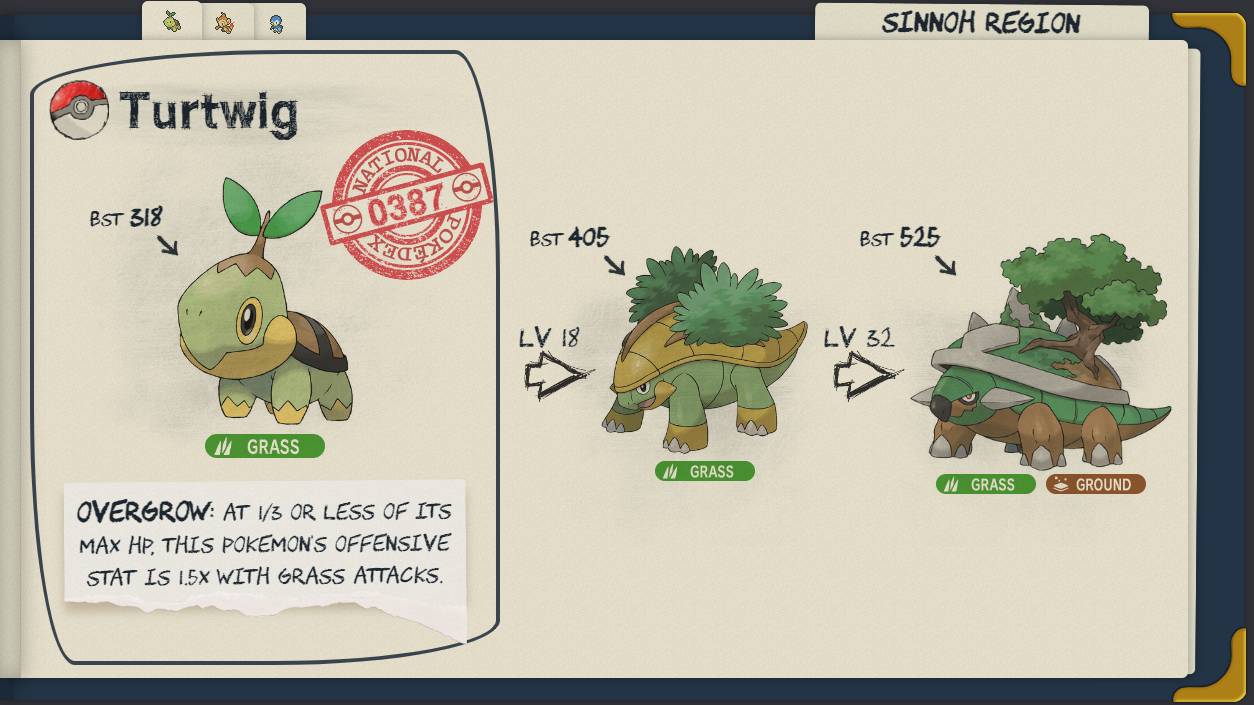 SINNOH REGION
Turtwig
NATIONAL
0387
POKÉDEX
BST 318
GRASS
OVERGROW: AT 1/3 OR LESS OF ITS
MAX HP, THIS POKEMON'S OFFENSIVE
STAT IS 1.5X WITH GRASS ATTACKS.
LV 18
BST 405
GRASS
LV 32
BST 525
GRASS
GROUND